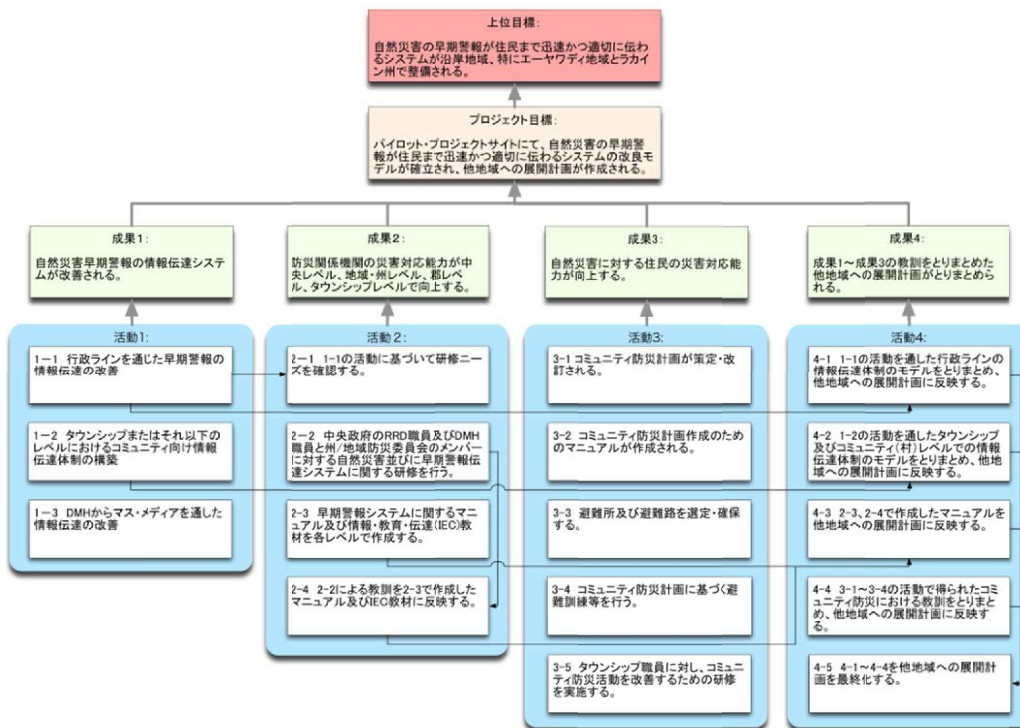 上位目標:
自然災害の早期警報が住民まで迅速かつ適切に伝わ
るシステムが沿岸地域、特にエーヤワディ地域とラカイ
ン州で整備される。
プロジェクト目標:
パイロット・プロジェクトサイトにて、自然災害の早期警
報が住民まで迅速かつ適切に伝わるシステムの改良モ
デルが確立され、他地域への展開計画が作成される。
成果1:
自然災害早期警報の情報伝達システ
ムが改善される。
成果2:
防災関係機関の災害対応能力が中
央レベル、地域・州レベル、郡レベ
ル、タウンシップレベルで向上する。
成果3:
自然災害に対する住民の災害対応能
力が向上する。
成果4:
成果1~成果3の教訓をとりまとめた
他地域への展開計画がとりまとめら
れる。
活動1:
1-1 行政ラインを通じた早期警報の
情報伝達の改善
1-2 タウンシップまたはそれ以下の
レベルにおけるコミュニティ向け情報
伝達体制の構築
1-3 DMHからマス・メディアを通した
情報伝達の改善
活動2:
2-1 1-1の活動に基づいて研修ニー
ズを確認する。
2-2 中央政府のRRD職員及びDMH
職員と州/地域防災委員会のメンバー
に対する自然災害並びに早期警報伝
達システムに関する研修を行う。
2-3 早期警報システムに関するマニ
ュアル及び情報・教育・伝達(IEC)教
材を各レベルで作成する。
2-4 2-2による教訓を2-3で作成した
マニュアル及びIEC教材に反映する。
活動3:
3-1 コミュニティ防災計画が策定・改
訂される。
3-2 コミュニティ防災計画作成のため
のマニュアルが作成される。
3-3 避難所及び避難路を選定・確保
する。
3-4 コミュニティ防災計画に基づく避
難訓練等を行う。
3-5 タウンシップ職員に対し、コミュニ
ティ防災活動を改善するための研修
を実施する。
活動4:
4-1 1-1の活動を通した行政ラインの
情報伝達体制のモデルをとりまとめ、
他地域への展開計画に反映する。
4-2 1-2の活動を通したタウンシップ
及びコミュニティ(村)レベルでの情報
伝達体制のモデルをとりまとめ、他地
域への展開計画に反映する。
4-3 2-3、2-4で作成したマニュアルを
他地域への展開計画に反映する。
4-4 3-1~3-4の活動で得られたコミ
ュニティ防災における教訓をとりまと
め、他地域への展開計画に反映す
る。
4-5 4-1~4-4を他地域への展開計
画を最終化する。